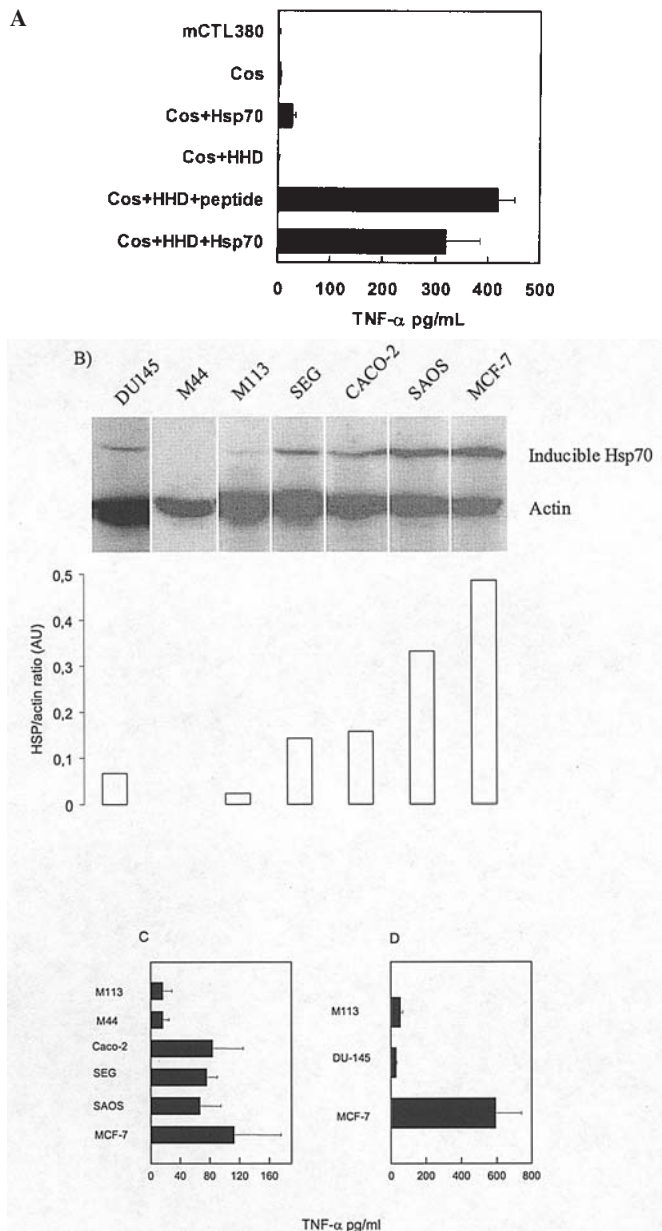 A
mCTL380
Cos
Cos+Hsp70
Cos+HHD
Cos+HHD+peptide
Cos+HHD+Hsp70
0 100 200 300 400 500
TNF-α pg/mL
B)
DU145 M44 M113 SEG CACO-2 SAOS MCF-7
Inducible Hsp70
Actin
HSP/actin ratio (AU)
0,5
0,4
0,3
0,2
0,1
0
C
M113
M44
Caco-2
SEG
SAOS
MCF-7
0 40 80 120 160
D
M113
DU-145
MCF-7
0 200 400 600 800
TNF-α pg/ml